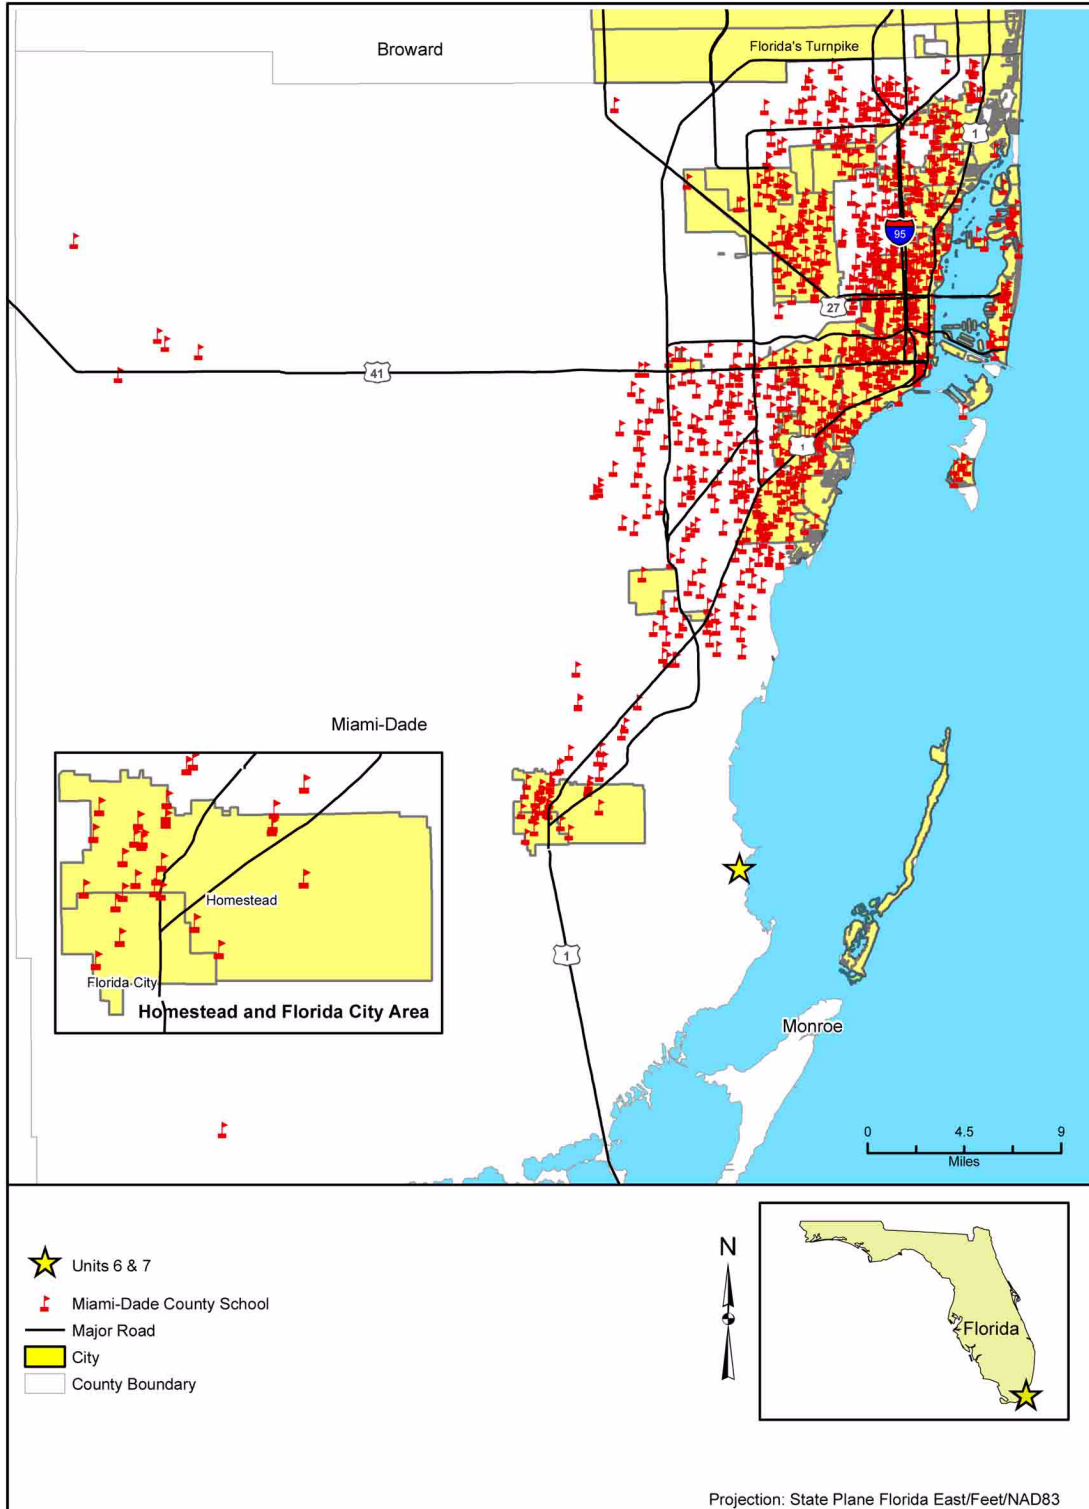 Broward
Florida's Turnpike
1
95
27
41
1
Miami-Dade
Homestead
Florida City
Homestead and Florida City Area
1
Monroe
0 4.5 9
Miles
Units 6 & 7
Miami-Dade County School
Major Road
City
County Boundary
N
Florida
Projection: State Plane Florida East/Feet/NAD83